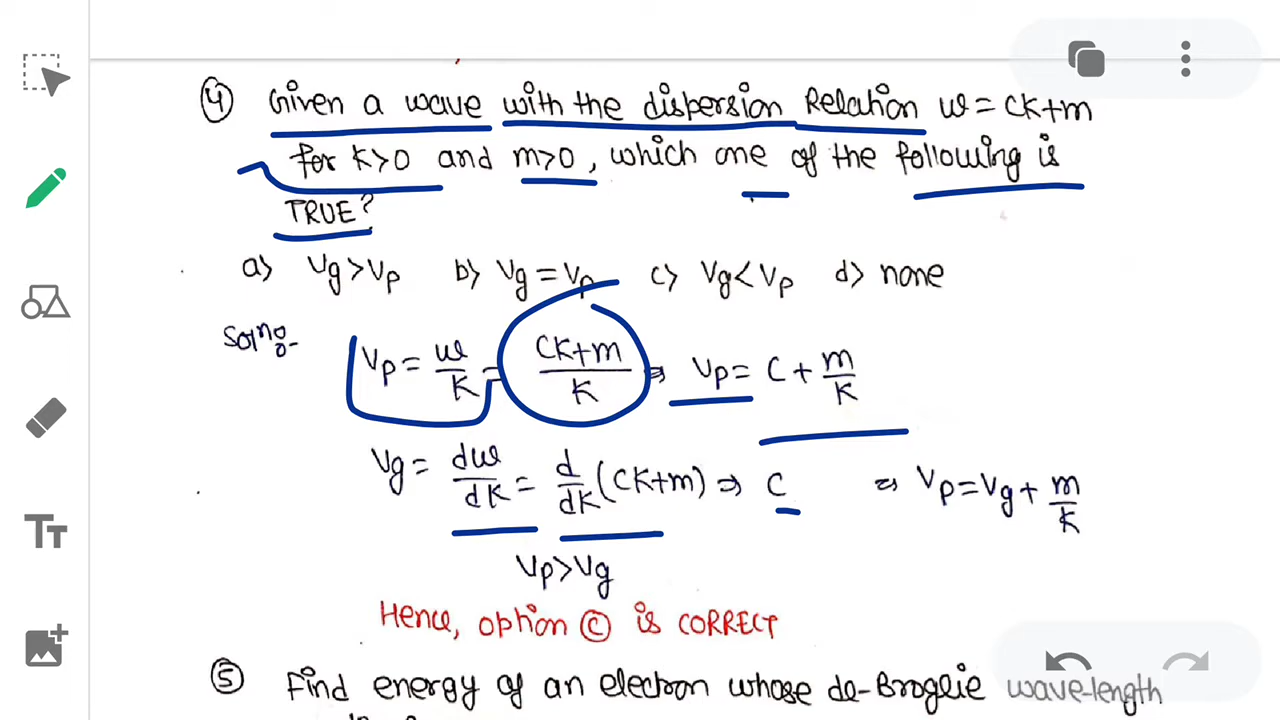 ④ Given a wave with the dispersion Relation ω = CK+m
for K>0 and m>0, which one of the following is
TRUE?
a) Vg > Vp b) Vg = Vp c) Vg < Vp d) none
Soln:-
Vp = ω/K = CK+m/K ⇒ Vp = C + m/K
Vg = dω/dK = d/dK (CK+m) ⇒ C ⇒ Vp = Vg + m/K
Vp > Vg
Hence, option ⓒ is CORRECT
⑤ Find energy of an electron whose de-Broglie wave-length
TT